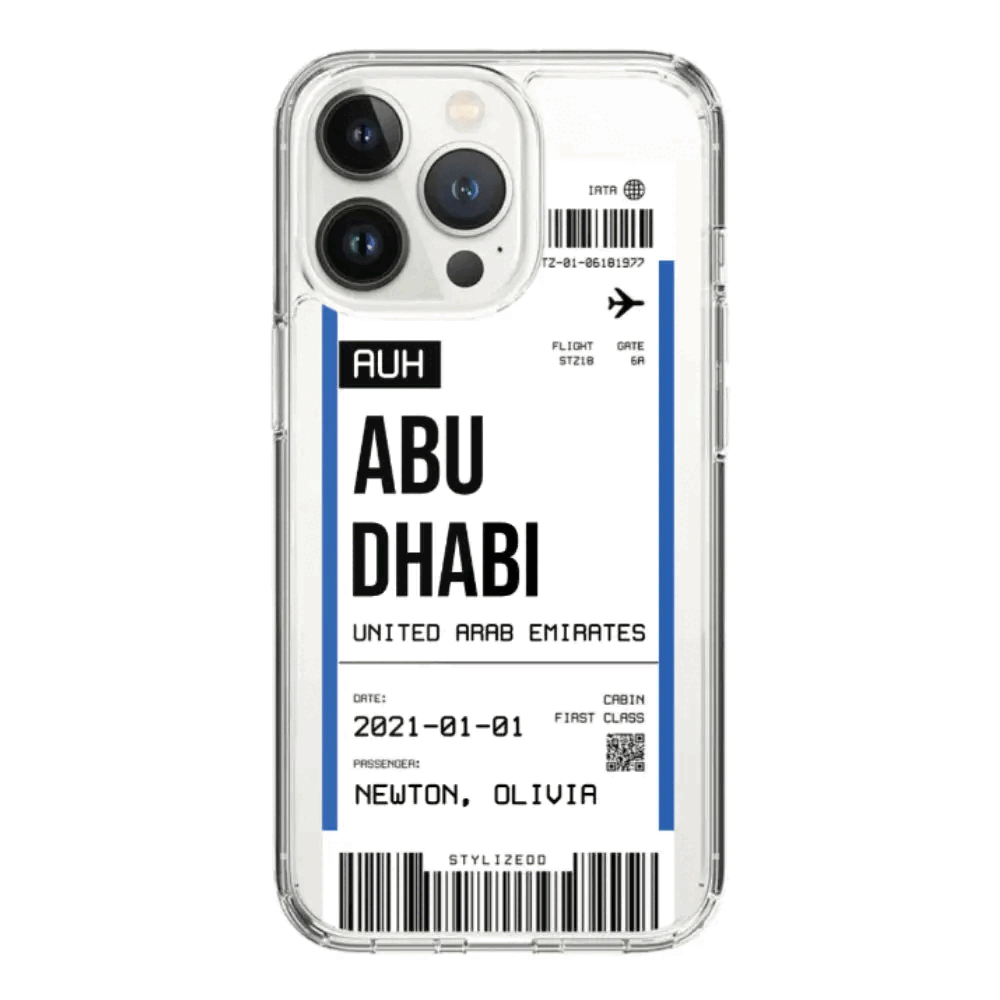 IATA
TZ-01-06181977
FLIGHT GATE
STZ18 6A
AUH
ABU
DHABI
UNITED ARAB EMIRATES
DATE:
2021-01-01
CABIN
FIRST CLASS
PASSENGER:
NEWTON, OLIVIA
STYLIZEDD